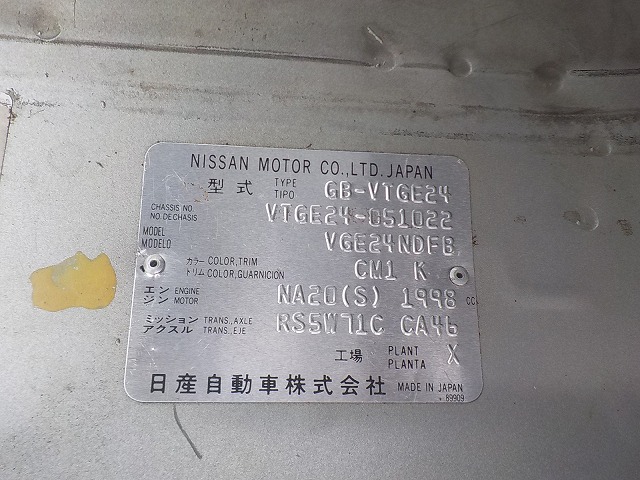 NISSAN MOTOR CO.,LTD. JAPAN
型式 TYPE TIPO GB-VTGE24
CHASSIS NO. NO. DECHASIS VTGE24-051022
MODEL MODELO VGE24NDFB
カラー COLOR,TRIM
トリム COLOR,GUARNICION CM1 K
エン ENGINE
ジン MOTOR NA20(S) 1998 CC
ミッション TRANS.,AXLE
アクスル TRANS.,EJE RS5W71C CA46
工場 PLANT PLANTA X
日産自動車株式会社 MADE IN JAPAN
89909